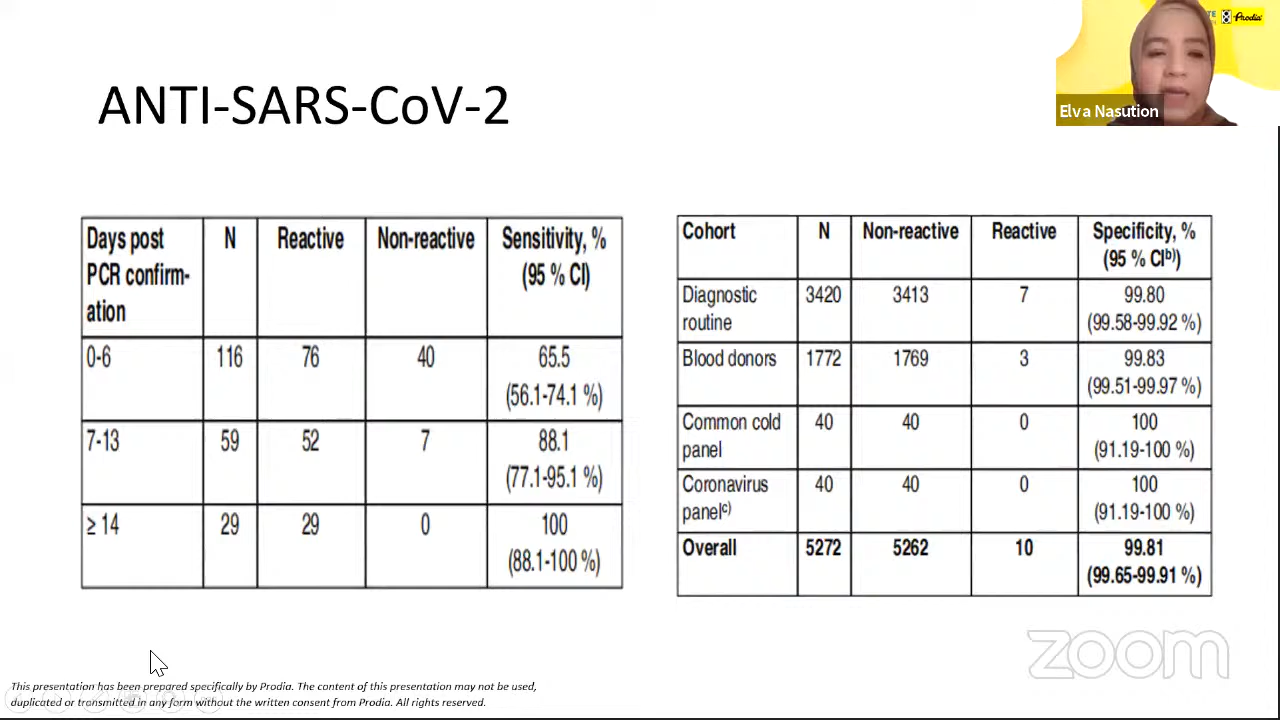 Prodia
Elva Nasution
ANTI-SARS-CoV-2
Days post PCR confirm-ation N Reactive Non-reactive Sensitivity, % (95 % CI)
0-6 116 76 40 65.5 (56.1-74.1 %)
7-13 59 52 7 88.1 (77.1-95.1 %)
≥ 14 29 29 0 100 (88.1-100 %)
Cohort N Non-reactive Reactive Specificity, % (95 % CIb))
Diagnostic routine 3420 3413 7 99.80 (99.58-99.92 %)
Blood donors 1772 1769 3 99.83 (99.51-99.97 %)
Common cold panel 40 40 0 100 (91.19-100 %)
Coronavirus panelc) 40 40 0 100 (91.19-100 %)
Overall 5272 5262 10 99.81 (99.65-99.91 %)
zoom
This presentation has been prepared specifically by Prodia. The content of this presentation may not be used,
duplicated or transmitted in any form without the written consent from Prodia. All rights reserved.